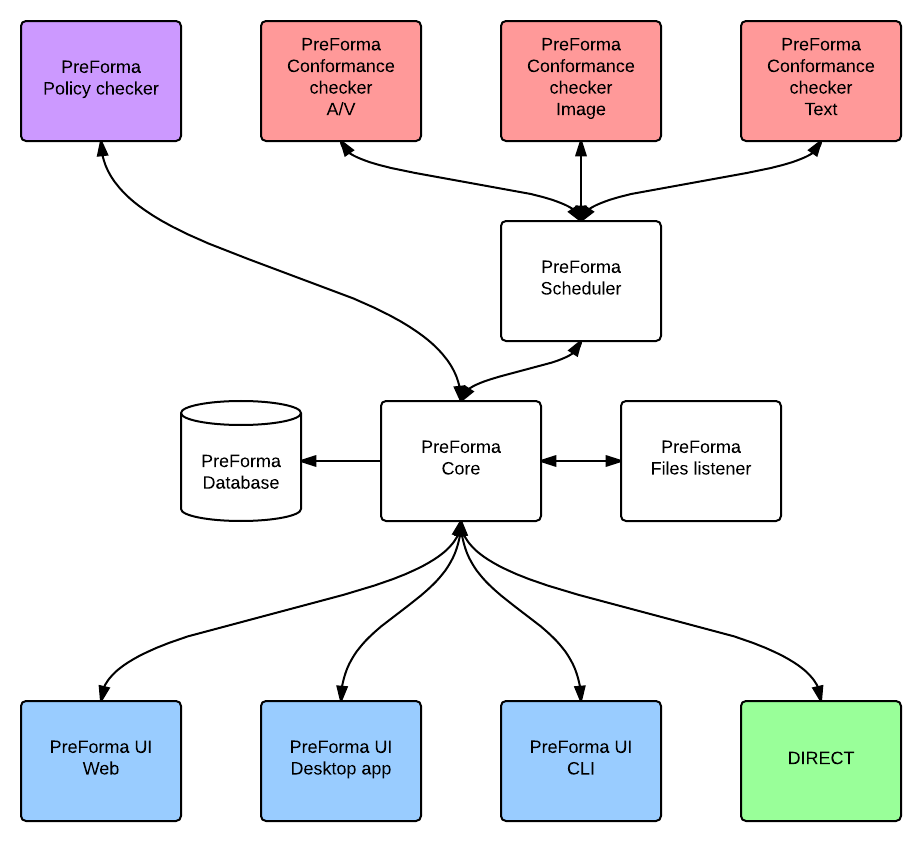 PreForma
Policy checker
PreForma
Conformance
checker
A/V
PreForma
Conformance
checker
Image
PreForma
Conformance
checker
Text
PreForma
Scheduler
PreForma
Database
PreForma
Core
PreForma
Files listener
PreForma UI
Web
PreForma UI
Desktop app
PreForma UI
CLI
DIRECT